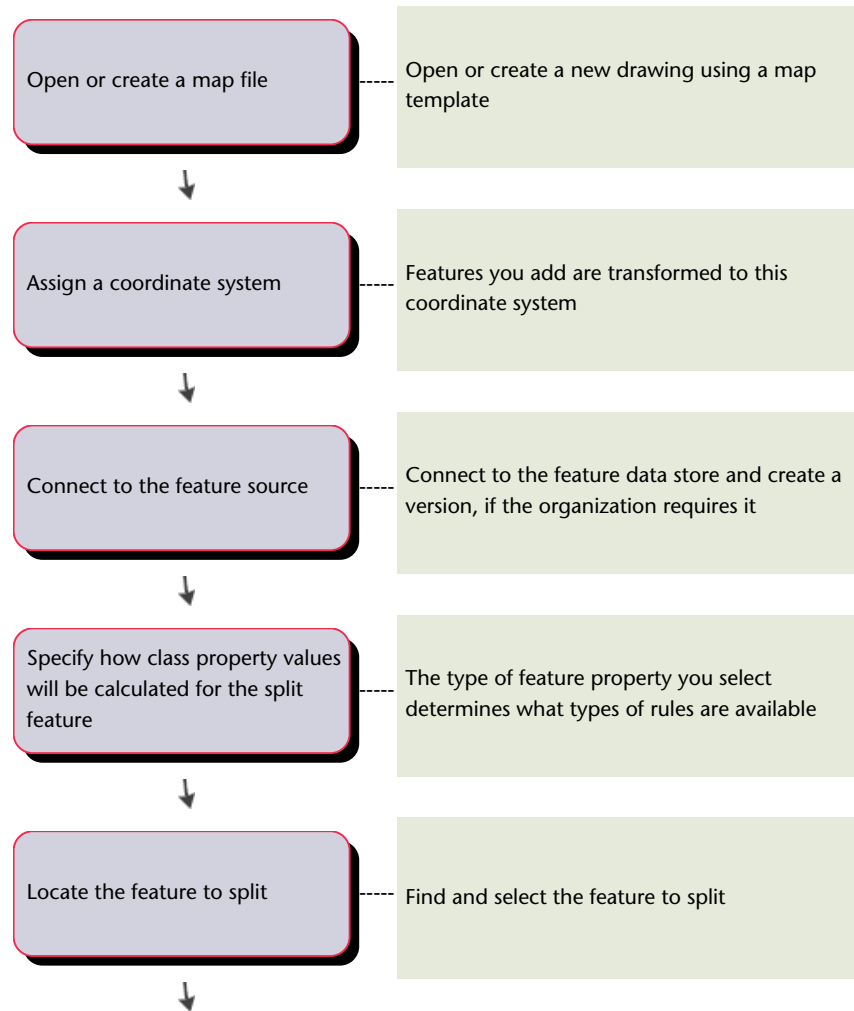 Open or create a map file
Open or create a new drawing using a map
template
Assign a coordinate system
Features you add are transformed to this
coordinate system
Connect to the feature source
Connect to the feature data store and create a
version, if the organization requires it
Specify how class property values
will be calculated for the split
feature
The type of feature property you select
determines what types of rules are available
Locate the feature to split
Find and select the feature to split